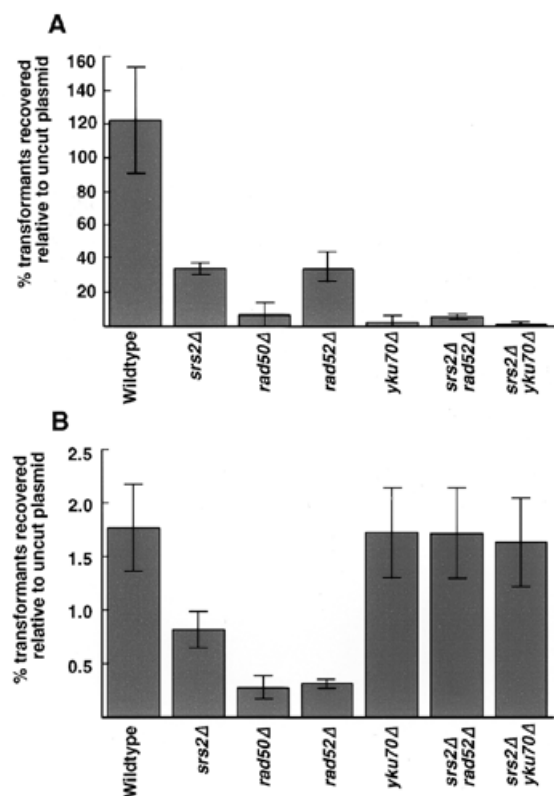 A
% transformants recovered
relative to uncut plasmid
160
140
120
100
80
60
40
20
Wildtype
srs2Δ
rad50Δ
rad52Δ
yku70Δ
srs2Δ
rad52Δ
srs2Δ
yku70Δ
B
% transformants recovered
relative to uncut plasmid
2.5
2.0
1.5
1.0
0.5
Wildtype
srs2Δ
rad50Δ
rad52Δ
yku70Δ
srs2Δ
rad52Δ
srs2Δ
yku70Δ